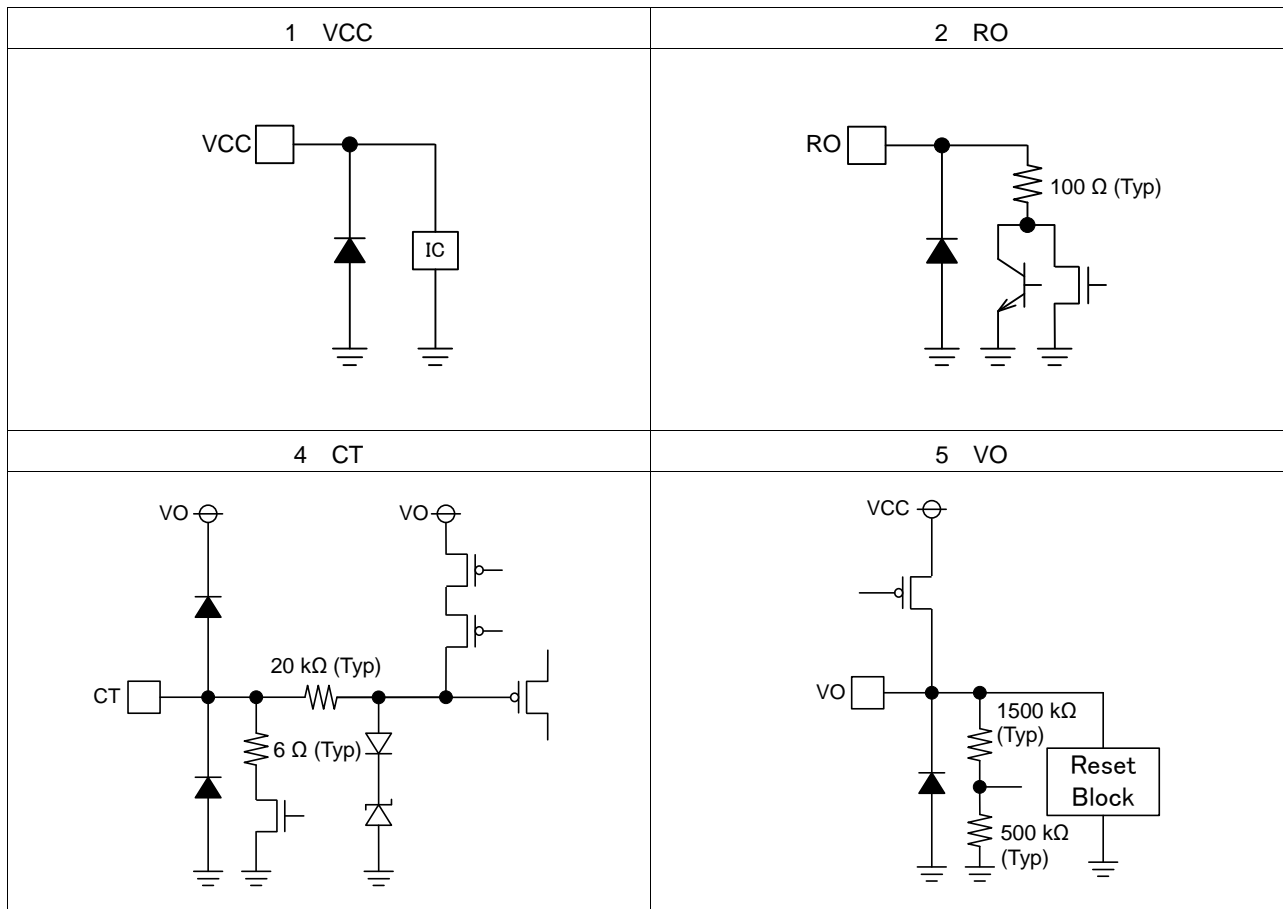 1 VCC
2 RO
VCC
IC
RO
100 Ω (Typ)
4 CT
5 VO
VO
VO
20 kΩ (Typ)
CT
6 Ω (Typ)
VCC
VO
1500 kΩ
(Typ)
Reset
Block
500 kΩ
(Typ)